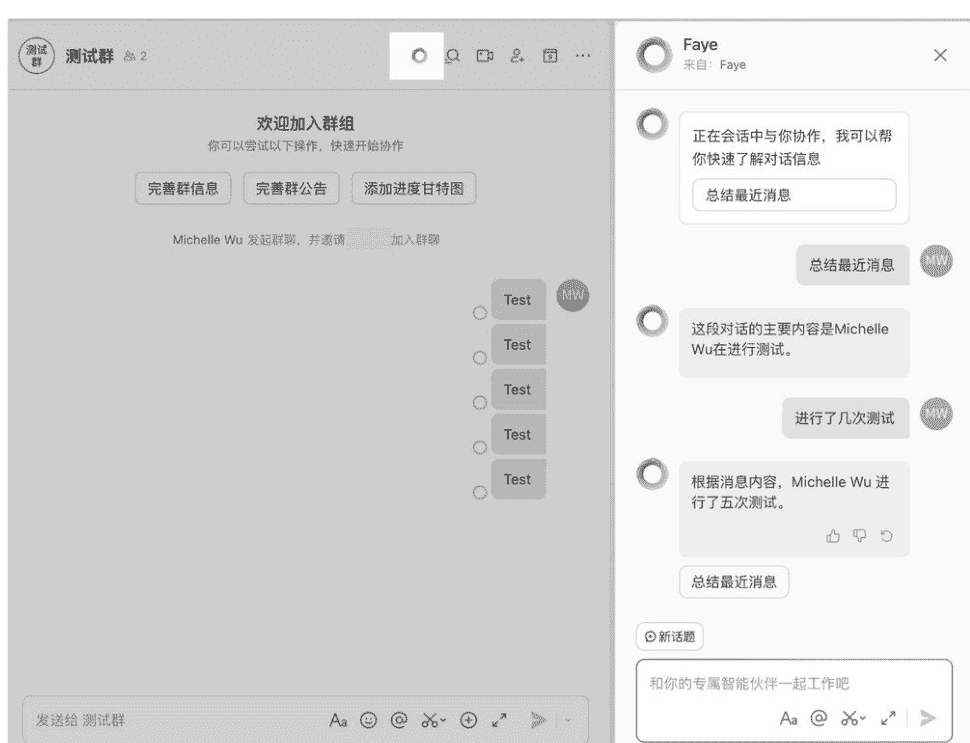 测试群
测试群 2
欢迎加入群组
你可以尝试以下操作，快速开始协作
完善群信息 完善群公告 添加进度甘特图
Michelle Wu 发起群聊，并邀请 加入群聊
MW
Test
Test
Test
Test
Test
发送给 测试群
Aa
Faye
来自：Faye
正在会话中与你协作，我可以帮
你快速了解对话信息
总结最近消息
总结最近消息
MW
这段对话的主要内容是Michelle
Wu在进行测试。
进行了几次测试
MW
根据消息内容，Michelle Wu 进
行了五次测试。
总结最近消息
新话题
和你的专属智能伙伴一起工作吧
Aa